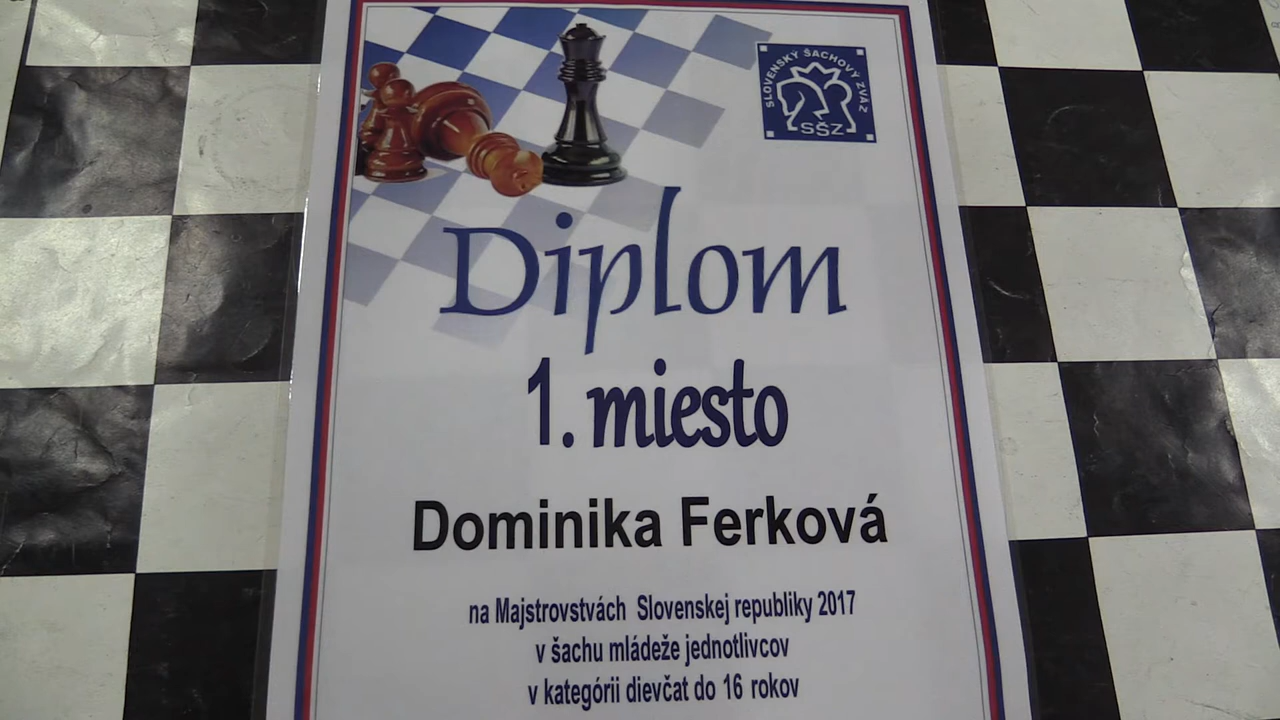 SLOVENSKÝ ŠACHOVÝ ZVÄZ
SŠZ
Diplom
1. miesto
Dominika Ferková
na Majstrovstvách Slovenskej republiky 2017
v šachu mládeže jednotlivcov
v kategórii dievčat do 16 rokov